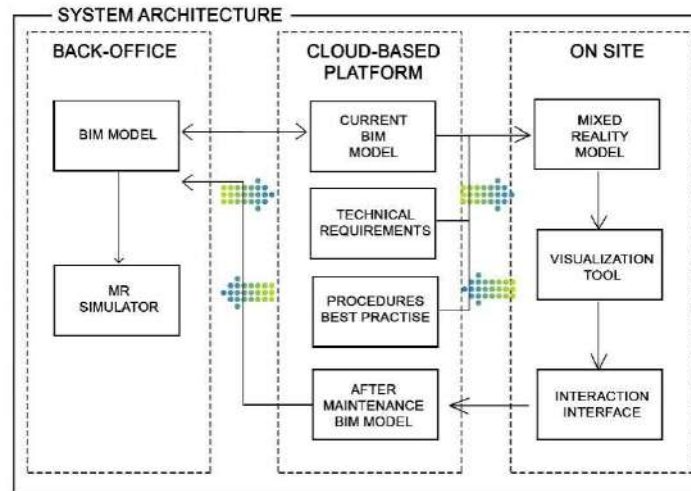 SYSTEM ARCHITECTURE
BACK-OFFICE
BIM MODEL
MR
SIMULATOR
CLOUD-BASED
PLATFORM
CURRENT
BIM
MODEL
TECHNICAL
REQUIREMENTS
PROCEDURES
BEST PRACTISE
AFTER
MAINTENANCE
BIM MODEL
ON SITE
MIXED
REALITY
MODEL
VISUALIZATION
TOOL
INTERACTION
INTERFACE